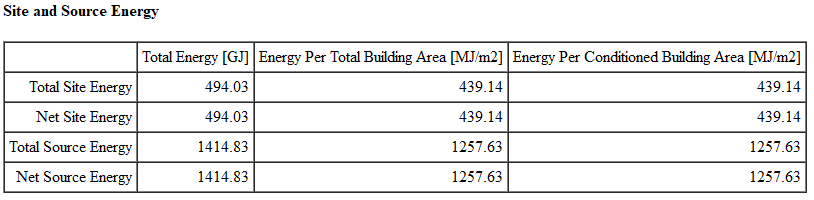 Site and Source Energy
Total Energy [GJ] Energy Per Total Building Area [MJ/m2] Energy Per Conditioned Building Area [MJ/m2]
Total Site Energy 494.03 439.14 439.14
Net Site Energy 494.03 439.14 439.14
Total Source Energy 1414.83 1257.63 1257.63
Net Source Energy 1414.83 1257.63 1257.63